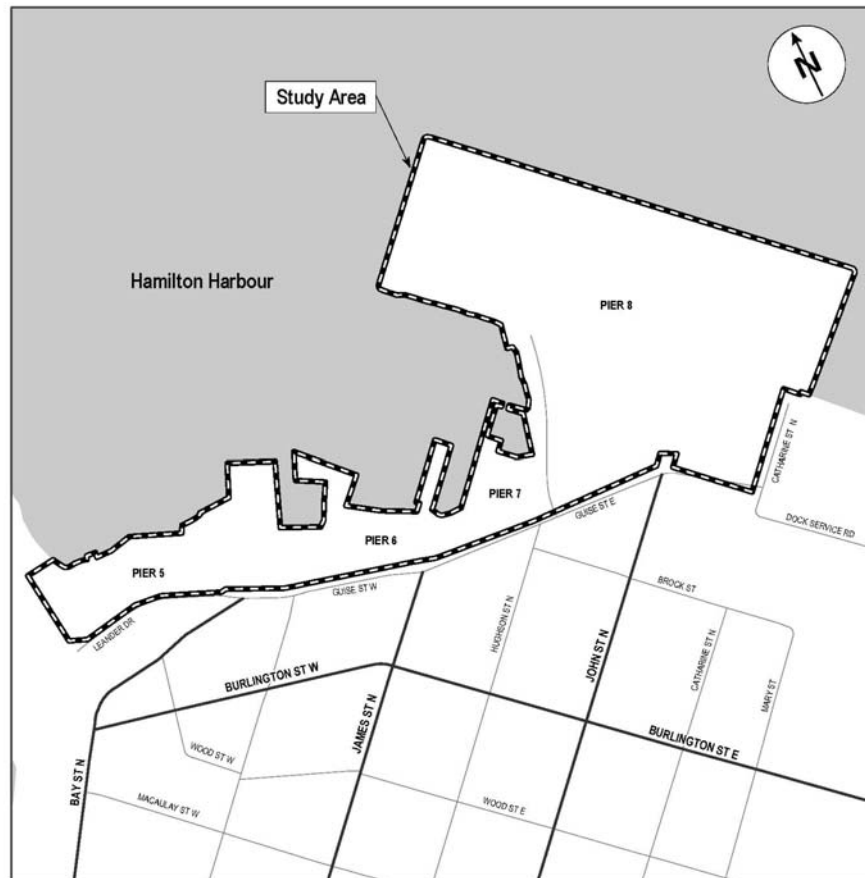 N
Study Area
Hamilton Harbour
PIER 8
CATHARINE ST N
PIER 7
GUISE ST E
DOCK SERVICE RD
PIER 6
PIER 5
GUISE ST W
BROCK ST
LEANDER DR
HUGHSON ST N
JOHN ST N
CATHARINE ST N
MARY ST
BURLINGTON ST W
JAMES ST N
BURLINGTON ST E
BAY ST N
WOOD ST W
MACAULAY ST W
WOOD ST E